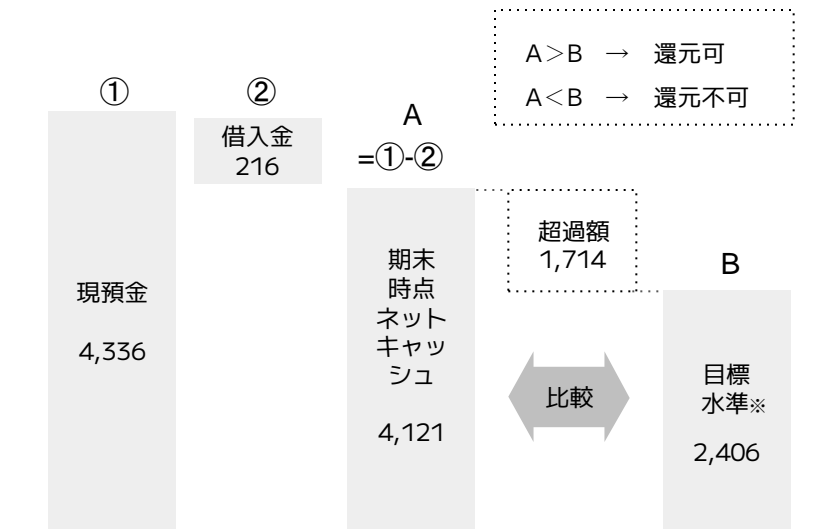 A＞B → 還元可
A＜B → 還元不可
①
現預金
4,336
②
借入金
216
A
=①-②
期末
時点
ネット
キャッ
シュ
4,121
超過額
1,714
比較
B
目標
水準※
2,406